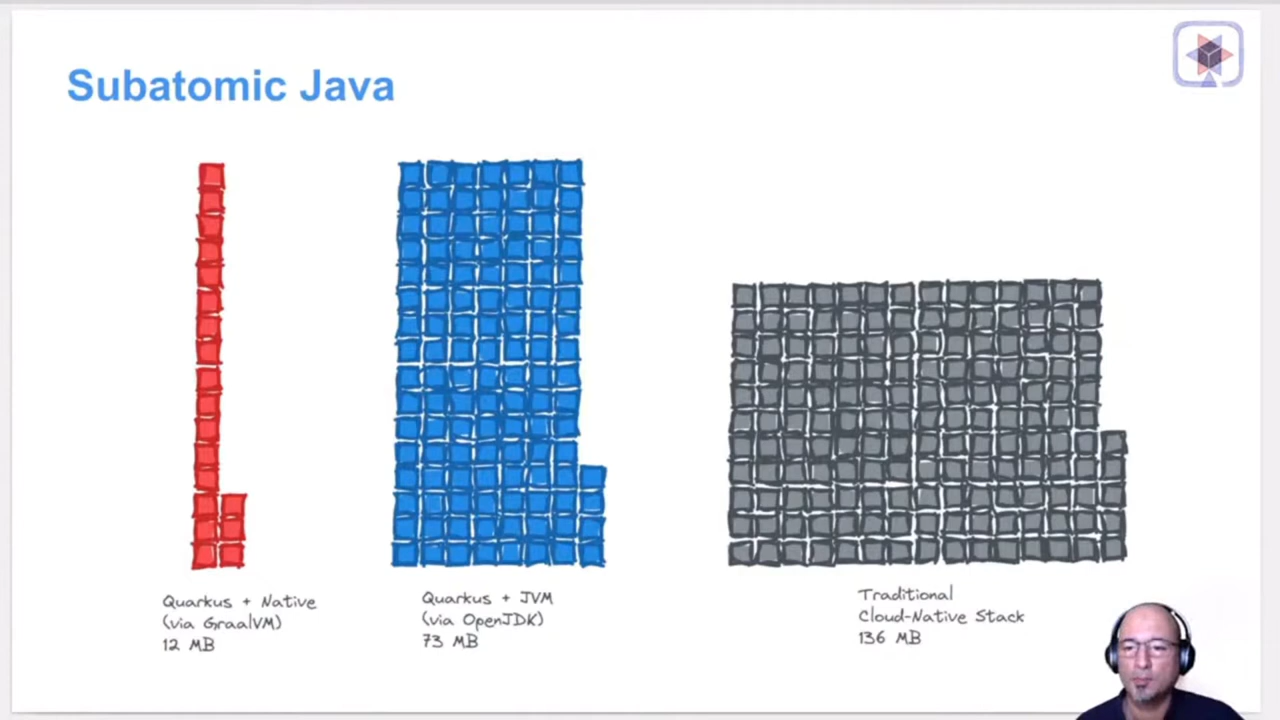 Subatomic Java
Quarkus + Native
(via GraalVM)
12 MB
Quarkus + JVM
(via OpenJDK)
73 MB
Traditional
Cloud-Native Stack
136 MB